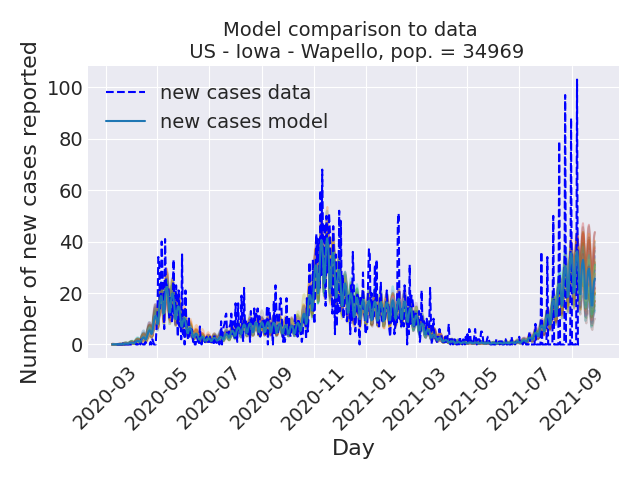 Model comparison to data
US - Iowa - Wapello, pop. = 34969
Number of new cases reported
100
80
60
40
20
0
new cases data
new cases model
2020-03
2020-05
2020-07
2020-09
2020-11
2021-01
2021-03
2021-05
2021-07
2021-09
Day